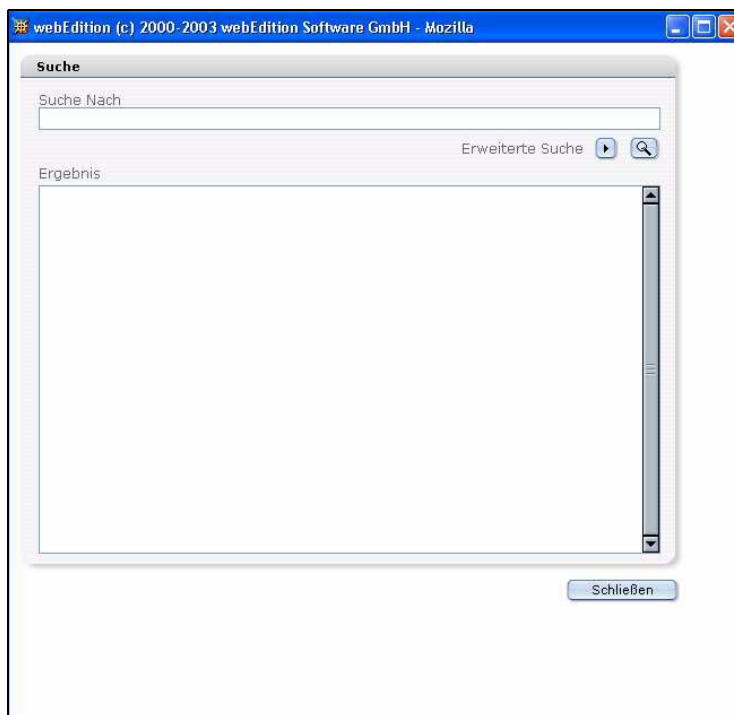 webEdition (c) 2000-2003 webEdition Software GmbH - Mozilla
Suche
Suche Nach
Erweiterte Suche
Ergebnis
Schließen